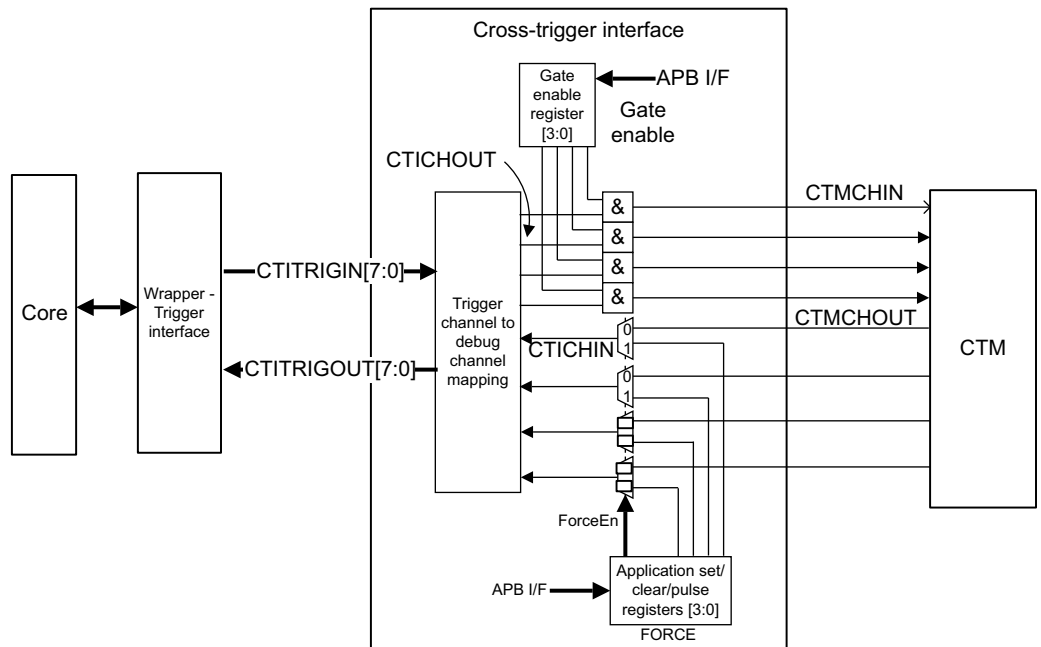 Cross-trigger interface
Gate
enable
register
[3:0]
APB I/F
Gate
enable
CTICHOUT
&
&
&
&
CTMCHIN
CTITRIGIN[7:0]
Core
Wrapper -
Trigger
interface
Trigger
channel to
debug
channel
mapping
CTITRIGOUT[7:0]
CTICHIN
0
1
0
1
CTMCHOUT
CTM
ForceEn
APB I/F
Application set/
clear/pulse
registers [3:0]
FORCE